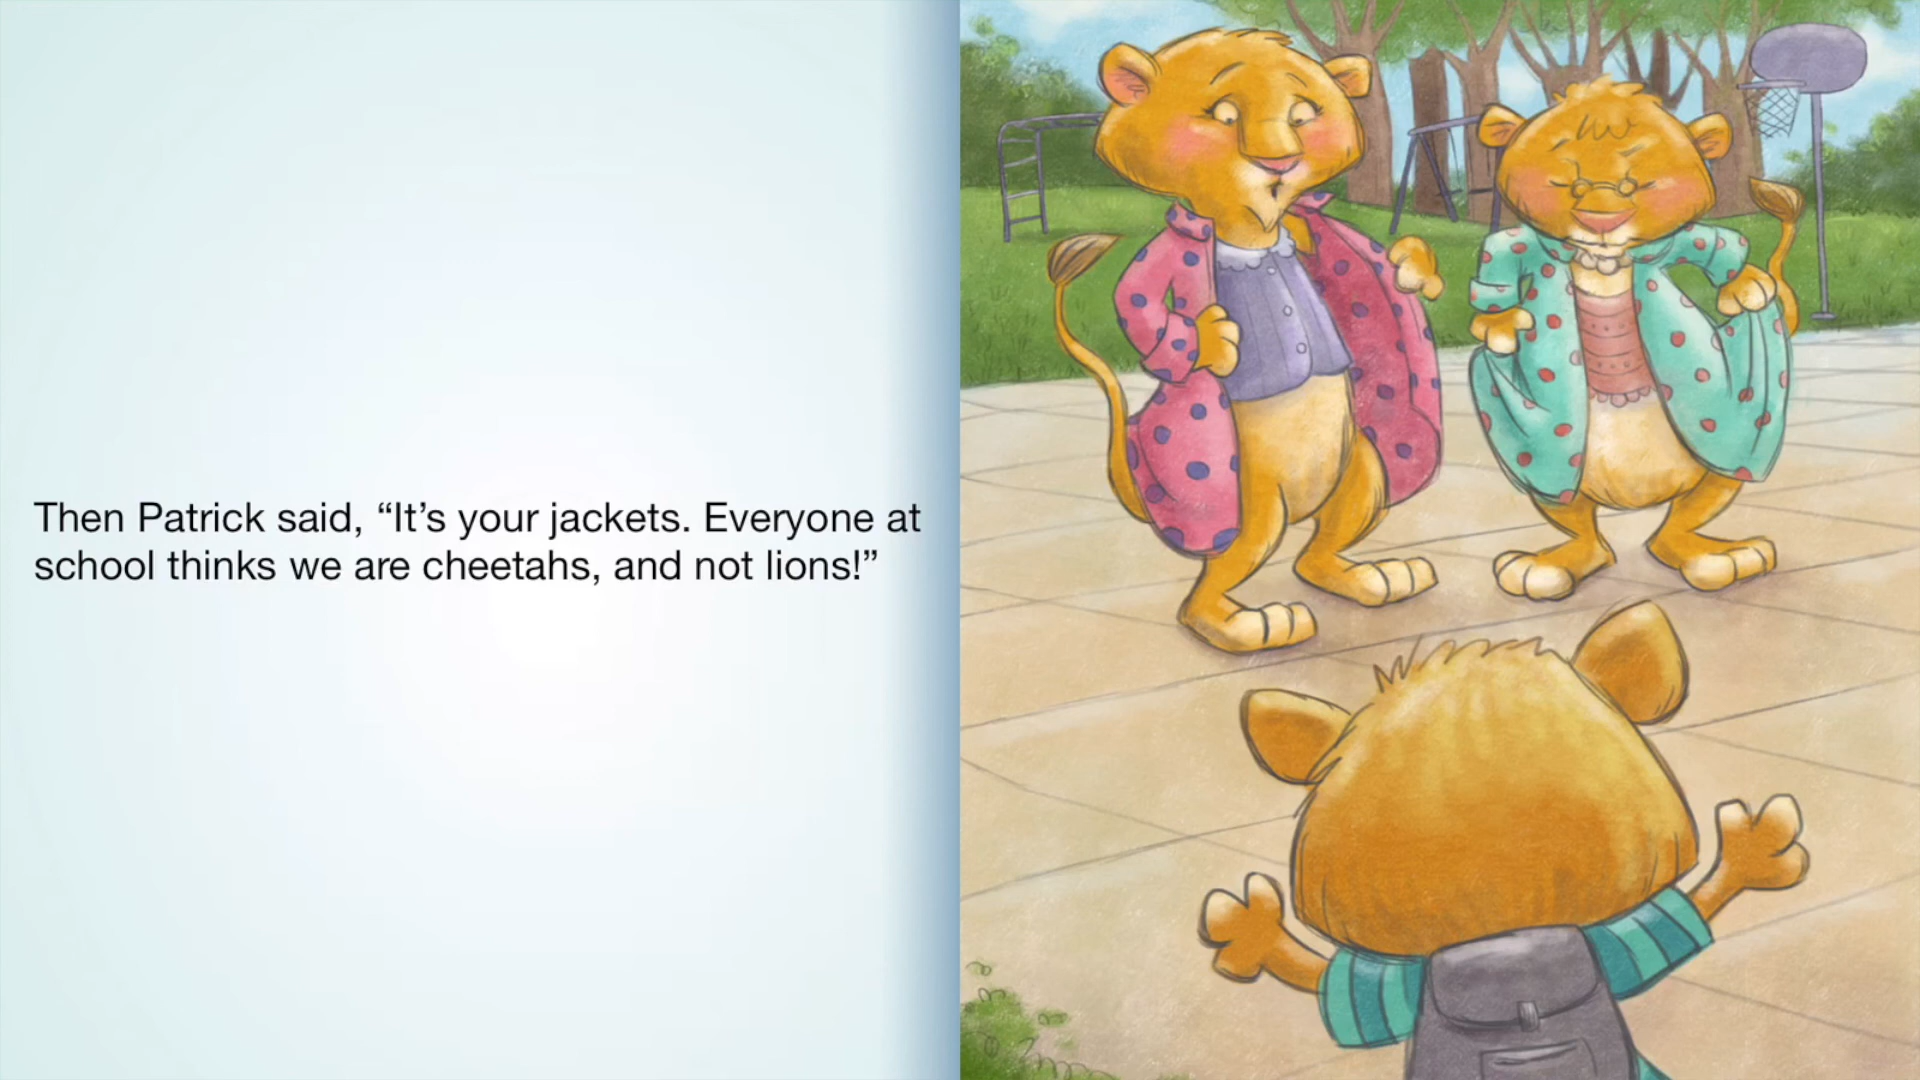 Then Patrick said, “It’s your jackets. Everyone at
school thinks we are cheetahs, and not lions!”